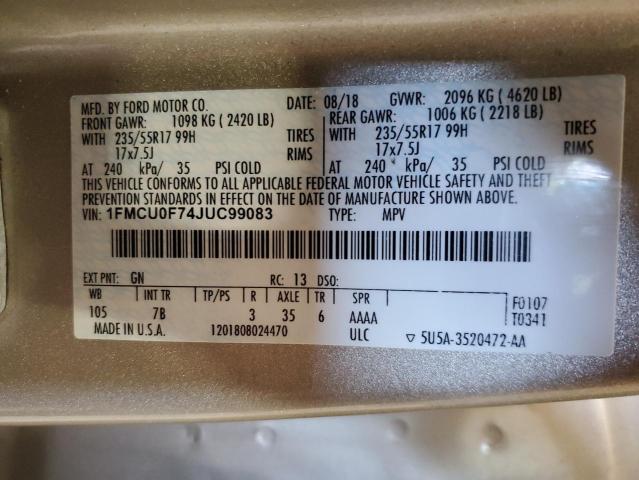 MFD. BY FORD MOTOR CO. DATE: 08/18 GVWR: 2096 KG ( 4620 LB)
FRONT GAWR: 1098 KG ( 2420 LB) REAR GAWR: 1006 KG ( 2218 LB)
WITH 235/55R17 99H TIRES WITH 235/55R17 99H TIRES
17x7.5J RIMS 17x7.5J RIMS
AT 240 kPa/ 35 PSI COLD AT 240 kPa/ 35 PSI COLD
THIS VEHICLE CONFORMS TO ALL APPLICABLE FEDERAL MOTOR VEHICLE SAFETY AND THEFT
PREVENTION STANDARDS IN EFFECT ON THE DATE OF MANUFACTURE SHOWN ABOVE.
VIN: 1FMCU0F74JUC99083 TYPE: MPV
EXT PNT: GN RC: 13 DSO:
WB INT TR TP/PS R AXLE TR SPR F0107
105 7B 3 35 6 AAAA T0341
MADE IN U.S.A. 1201808024470 ULC ▽ 5U5A-3520472-AA